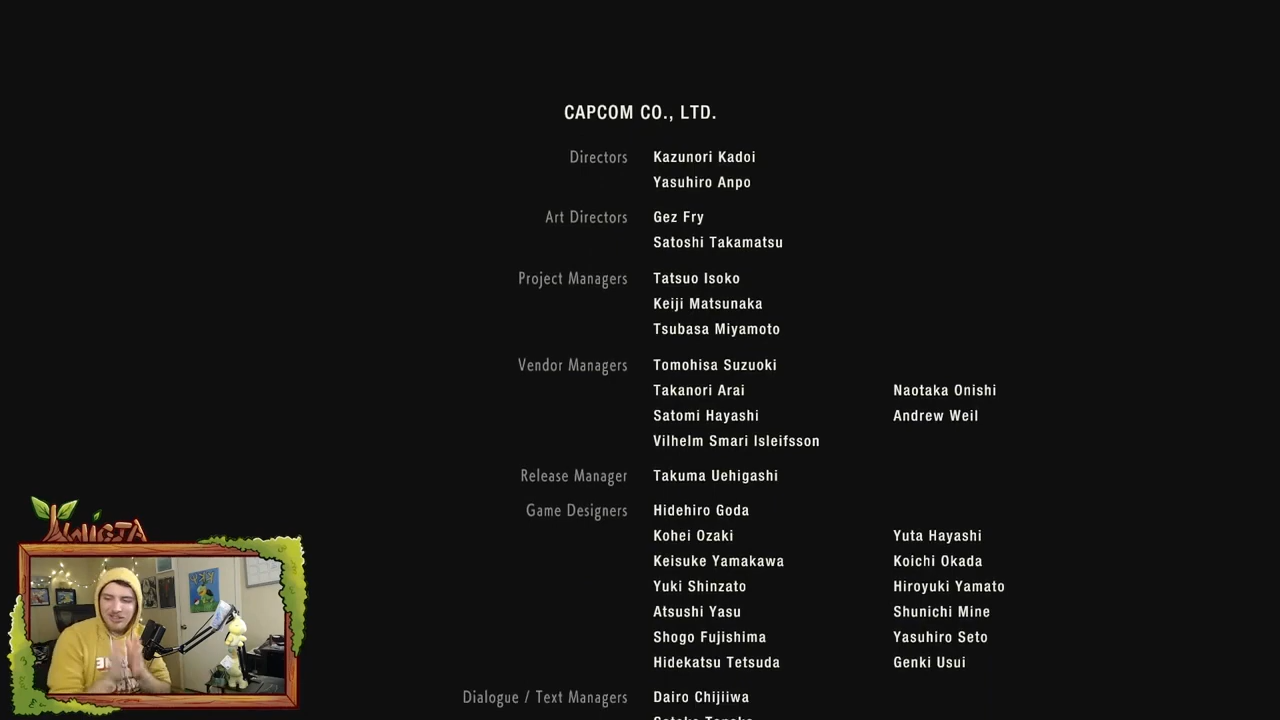 CAPCOM CO., LTD.
Directors Kazunori Kadoi
Yasuhiro Anpo
Art Directors Gez Fry
Satoshi Takamatsu
Project Managers Tatsuo Isoko
Keiji Matsunaka
Tsubasa Miyamoto
Vendor Managers Tomohisa Suzuoki
Takanori Arai Naotaka Onishi
Satomi Hayashi Andrew Weil
Vilhelm Smari Isleifsson
Release Manager Takuma Uehigashi
Game Designers Hidehiro Goda
Kohei Ozaki Yuta Hayashi
Keisuke Yamakawa Koichi Okada
Yuki Shinzato Hiroyuki Yamato
Atsushi Yasu Shunichi Mine
Shogo Fujishima Yasuhiro Seto
Hidekatsu Tetsuda Genki Usui
Dialogue / Text Managers Dairo Chijiiwa